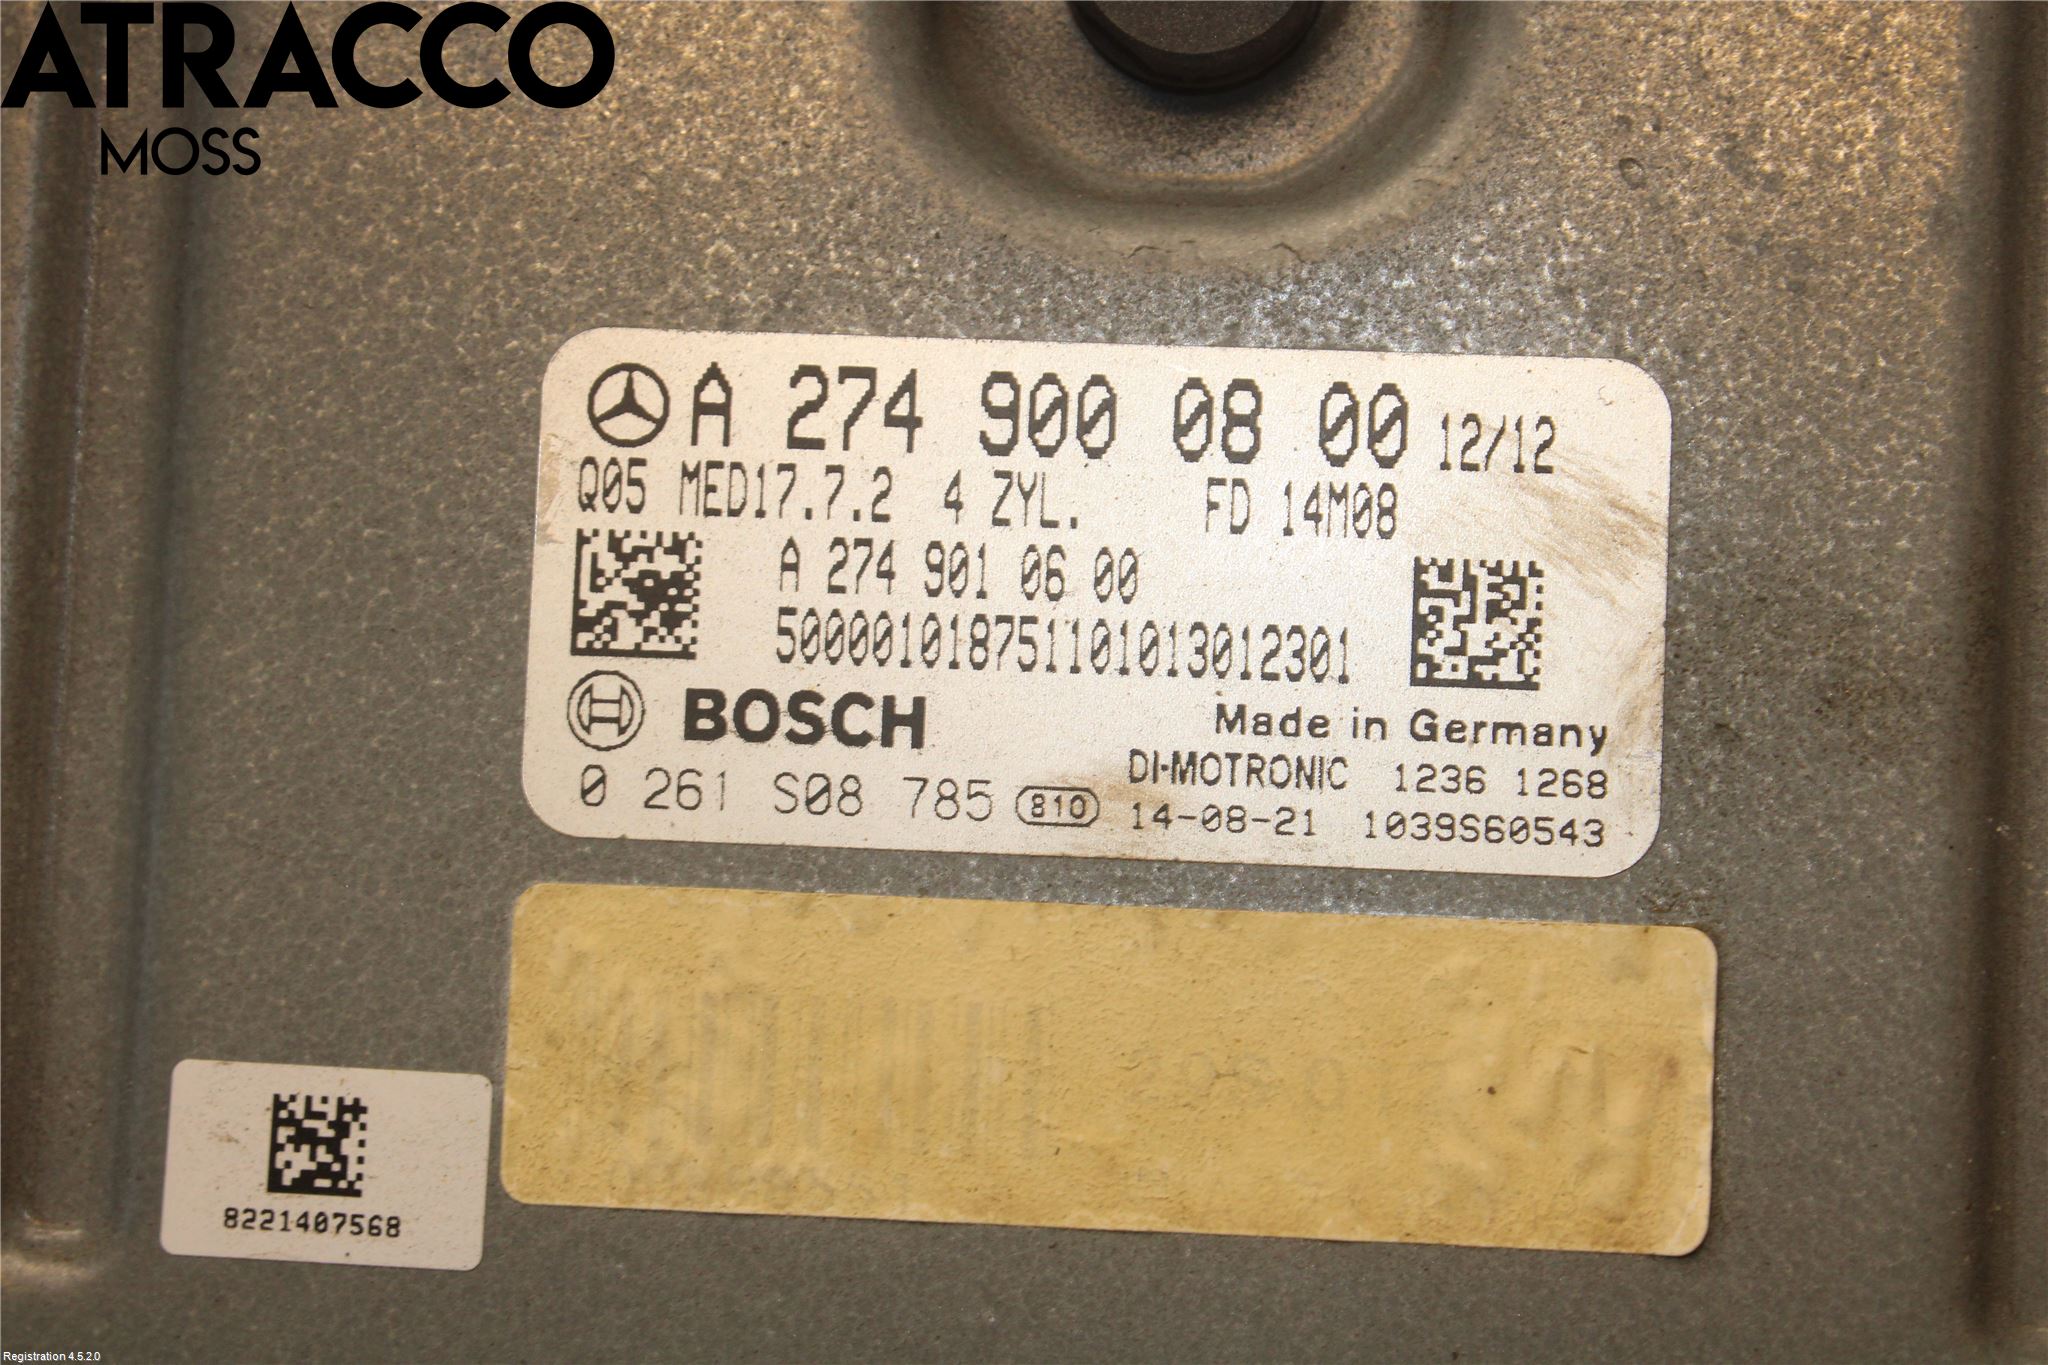 ATRACCO
MOSS
A 274 900 08 00 12/12
Q05 MED17.7.2 4 ZYL. FD 14M08
A 274 901 06 00
5000010187511010130123​01
BOSCH Made in Germany
DI-MOTRONIC 1236 1268
0 261 S08 785 810 14-08-21 1039S60543
8221407568
Registration 4.5.2.0